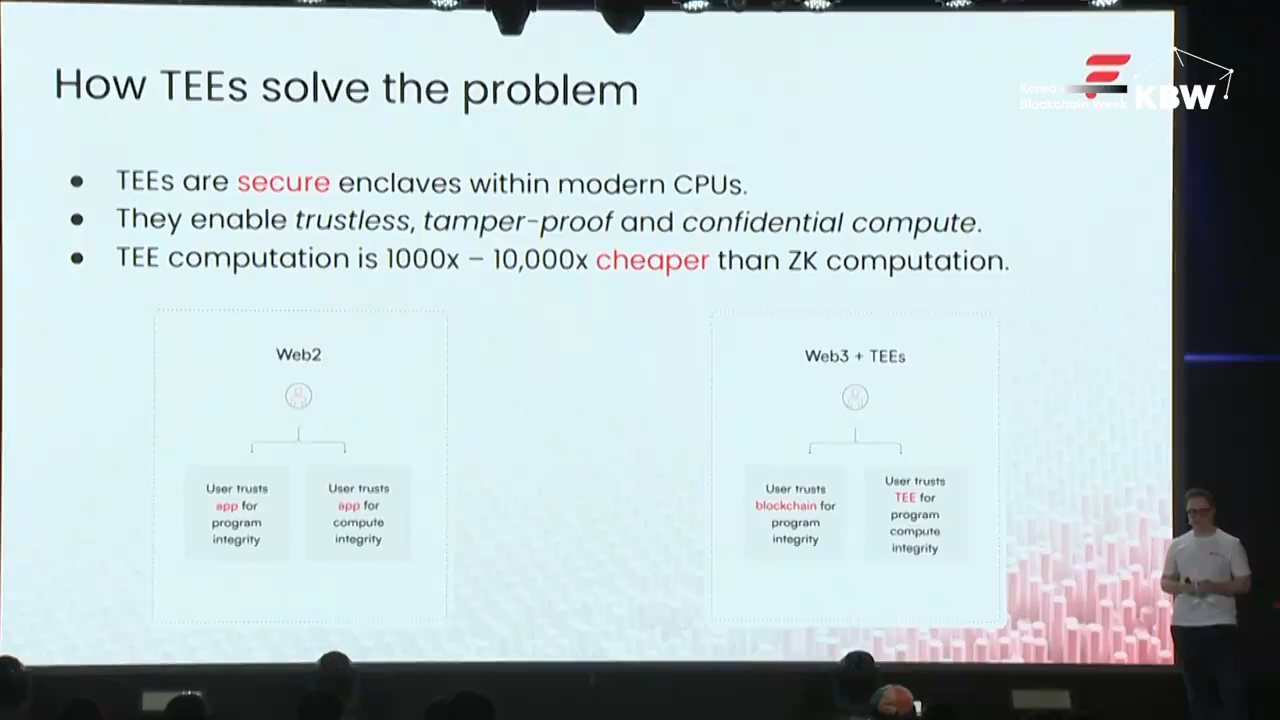 How TEEs solve the problem
Korea
Blockchain Week
KBW
● TEEs are secure enclaves within modern CPUs.
● They enable trustless, tamper-proof and confidential compute.
● TEE computation is 1000x – 10,000x cheaper than ZK computation.
Web2
User trusts
app for
program
integrity
User trusts
app for
compute
integrity
Web3 + TEEs
User trusts
blockchain for
program
integrity
User trusts
TEE for
program
compute
integrity